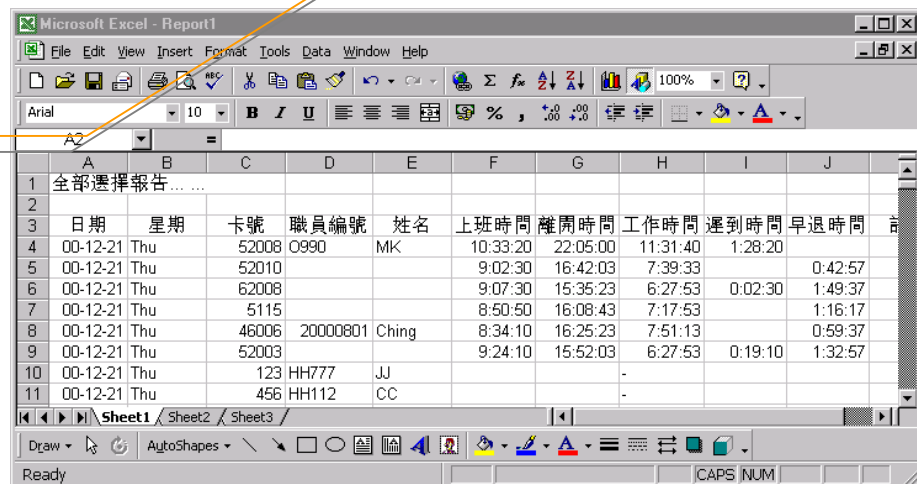 Microsoft Excel - Report1
File Edit View Insert Format Tools Data Window Help
100%
Arial 10 B I U % ,
A2 =
A B C D E F G H I J
1 全部選擇報告... ...
2
3 日期 星期 卡號 職員編號 姓名 上班時間 離開時間 工作時間 遲到時間 早退時間
4 00-12-21 Thu 52008 O990 MK 10:33:20 22:05:00 11:31:40 1:28:20
5 00-12-21 Thu 52010 9:02:30 16:42:03 7:39:33 0:42:57
6 00-12-21 Thu 62008 9:07:30 15:35:23 6:27:53 0:02:30 1:49:37
7 00-12-21 Thu 5115 8:50:50 16:08:43 7:17:53 1:16:17
8 00-12-21 Thu 46006 20000801 Ching 8:34:10 16:25:23 7:51:13 0:59:37
9 00-12-21 Thu 52003 9:24:10 15:52:03 6:27:53 0:19:10 1:32:57
10 00-12-21 Thu 123 HH777 JJ -
11 00-12-21 Thu 456 HH112 CC -
Sheet1 Sheet2 Sheet3
Draw AutoShapes
Ready CAPS NUM